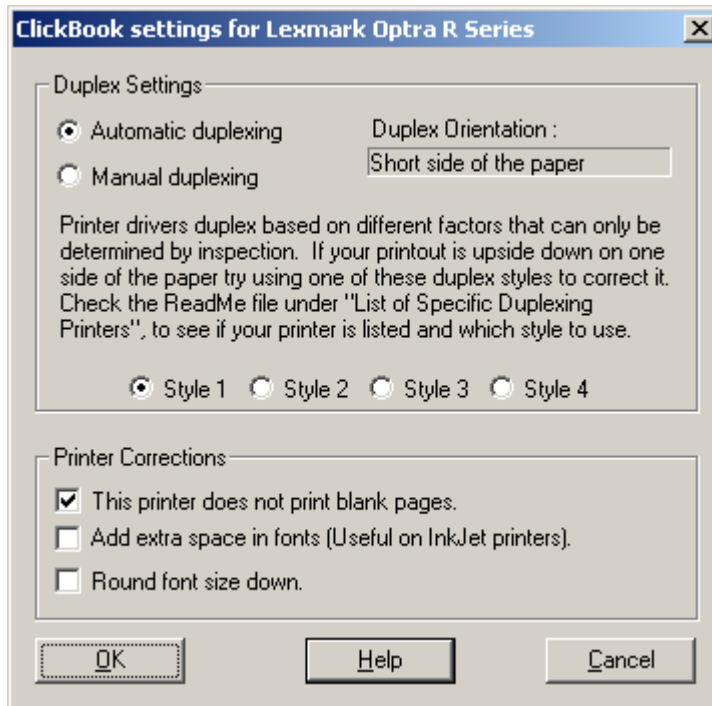 ClickBook settings for Lexmark Optra R Series
Duplex Settings
Automatic duplexing
Duplex Orientation :
Manual duplexing
Short side of the paper
Printer drivers duplex based on different factors that can only be
determined by inspection. If your printout is upside down on one
side of the paper try using one of these duplex styles to correct it.
Check the ReadMe file under "List of Specific Duplexing
Printers", to see if your printer is listed and which style to use.
Style 1 Style 2 Style 3 Style 4
Printer Corrections
This printer does not print blank pages.
Add extra space in fonts (Useful on InkJet printers).
Round font size down.
OK Help Cancel